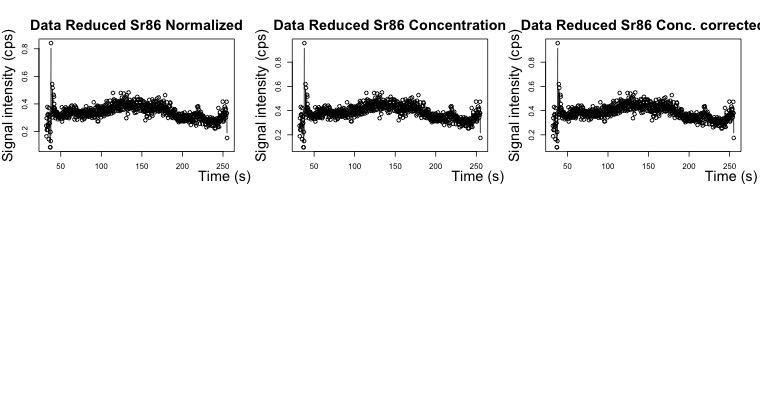 Data Reduced Sr86 Normalized
Signal intensity (cps)
0.2 0.4 0.6 0.8
50 100 150 200 250
Time (s)
Data Reduced Sr86 Concentration
Signal intensity (cps)
0.2 0.4 0.6 0.8
50 100 150 200 250
Time (s)
Data Reduced Sr86 Conc. corrected
Signal intensity (cps)
0.2 0.4 0.6 0.8
50 100 150 200 250
Time (s)